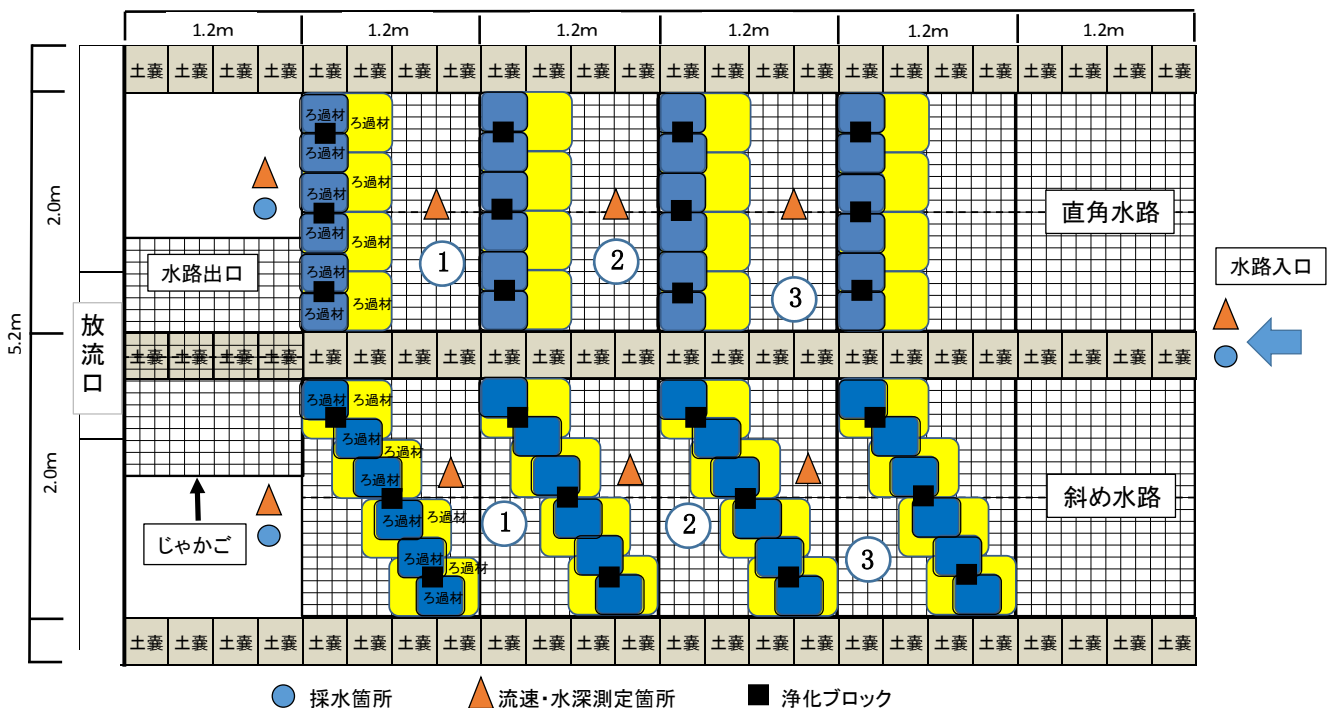 1.2m 1.2m 1.2m 1.2m 1.2m 1.2m
土嚢 土嚢 土嚢 土嚢 土嚢 土嚢 土嚢 土嚢 土嚢 土嚢 土嚢 土嚢 土嚢 土嚢 土嚢 土嚢 土嚢 土嚢 土嚢 土嚢 土嚢 土嚢 土嚢 土嚢
ろ過材 ろ過材
ろ過材
ろ過材
ろ過材
ろ過材
ろ過材
ろ過材
ろ過材
ろ過材
2.0m
直角水路
1
2
3
水路出口
水路入口
5.2m
放流口
土嚢 土嚢 土嚢 土嚢 土嚢 土嚢 土嚢 土嚢 土嚢 土嚢 土嚢 土嚢 土嚢 土嚢 土嚢 土嚢 土嚢 土嚢 土嚢 土嚢 土嚢 土嚢 土嚢 土嚢
ろ過材 ろ過材
ろ過材
ろ過材
ろ過材
ろ過材 ろ過材
ろ過材
ろ過材
ろ過材
2.0m
斜め水路
1
2
3
じゃかご
土嚢 土嚢 土嚢 土嚢 土嚢 土嚢 土嚢 土嚢 土嚢 土嚢 土嚢 土嚢 土嚢 土嚢 土嚢 土嚢 土嚢 土嚢 土嚢 土嚢 土嚢 土嚢 土嚢 土嚢
採水箇所 流速・水深測定箇所 浄化ブロック